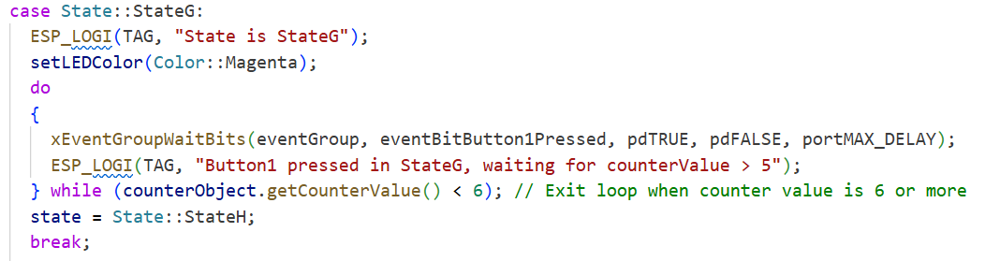 case State::StateG:
  ESP_LOGI(TAG, "State is StateG");
  setLEDColor(Color::Magenta);
  do
  {
    xEventGroupWaitBits(eventGroup, eventBitButton1Pressed, pdTRUE, pdFALSE, portMAX_DELAY);
    ESP_LOGI(TAG, "Button1 pressed in StateG, waiting for counterValue > 5");
  } while (counterObject.getCounterValue() < 6); // Exit loop when counter value is 6 or more
  state = State::StateH;
  break;